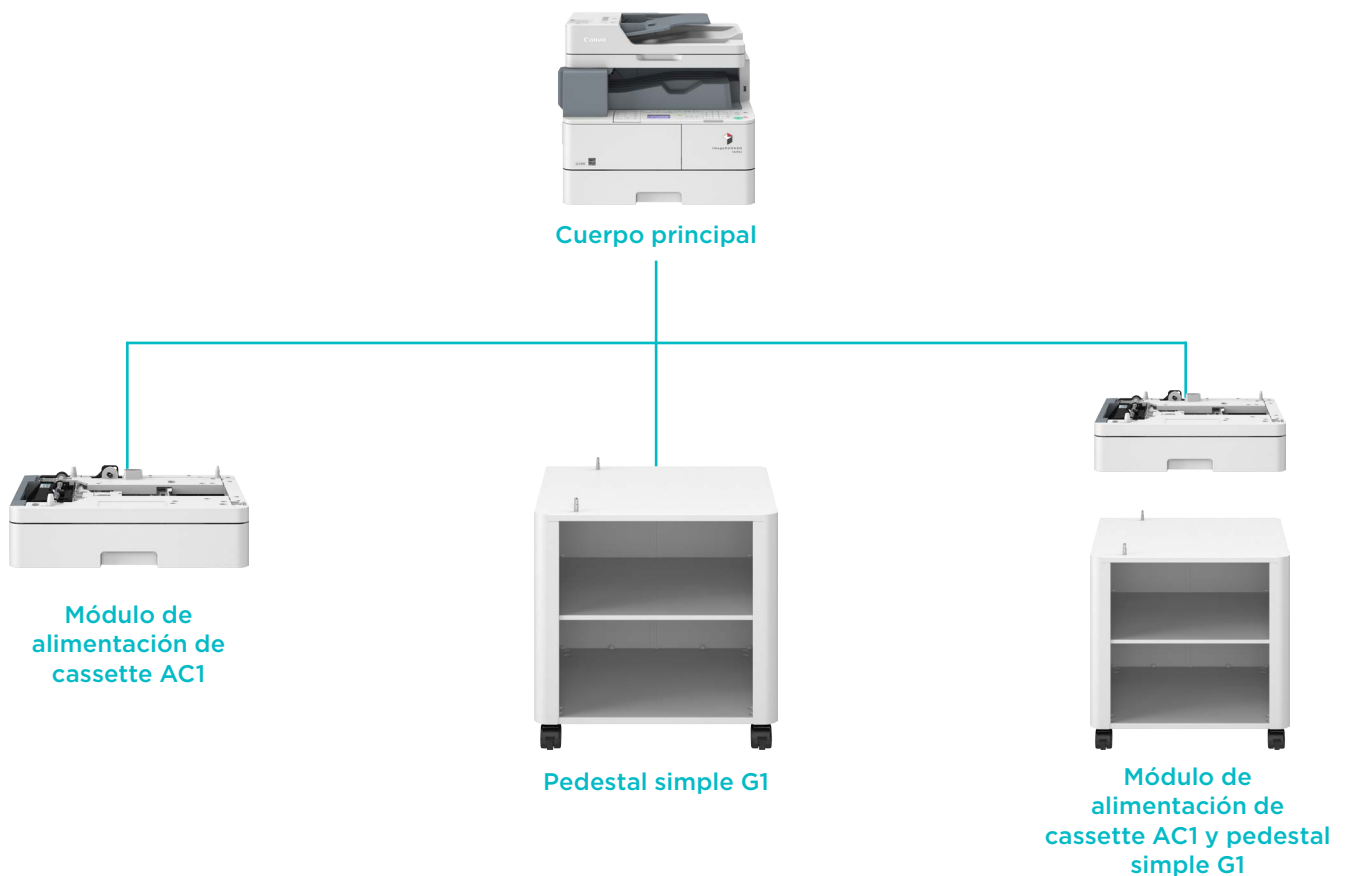 Canon
Cuerpo principal
Módulo de
alimentación de
cassette AC1
Pedestal simple G1
Módulo de
alimentación de
cassette AC1 y pedestal
simple G1